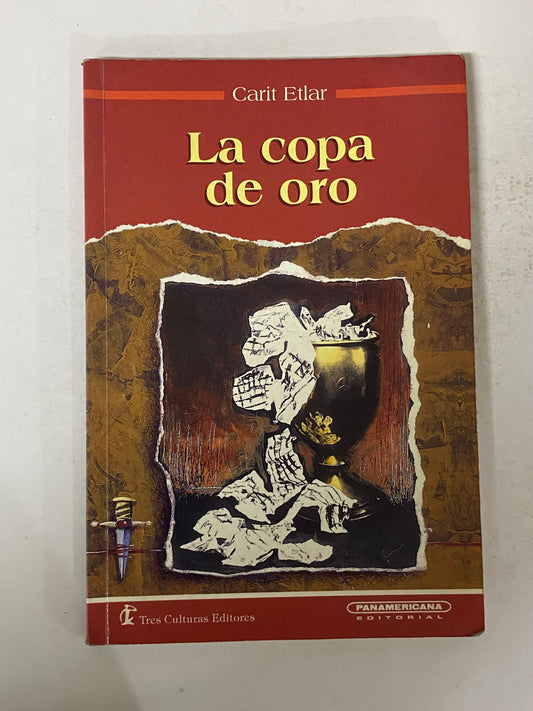 Carit Etlar
La copa
de oro
Tres Culturas Editores
PANAMERICANA
EDITORIAL